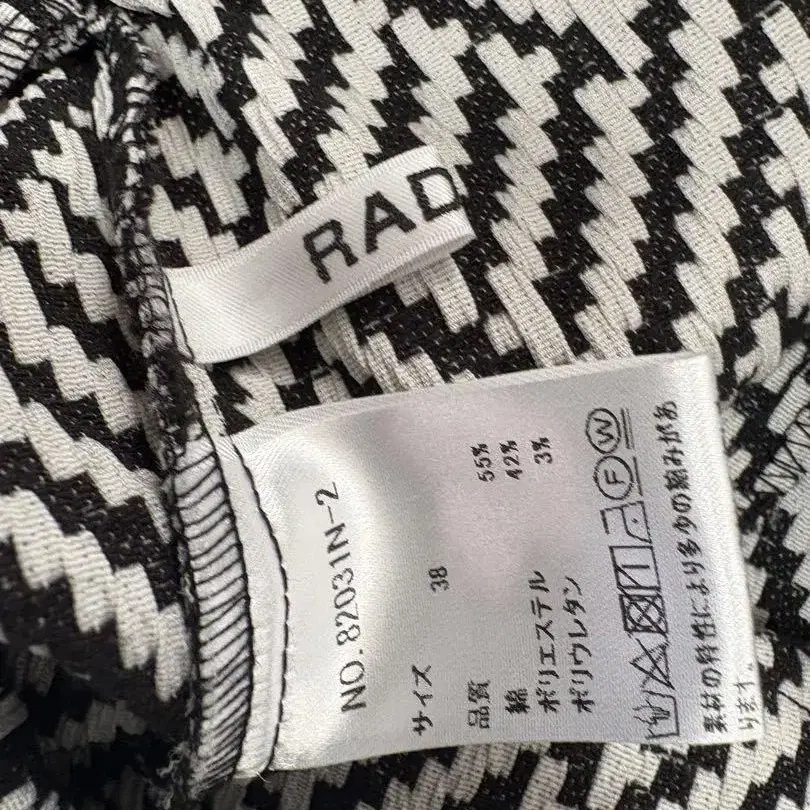 RAD
NO.82031N-2
サイズ 38
品質
綿 55%
ポリエステル 42%
ポリウレタン 3%
F W
素材の特性により多少の縮みがあ
ります。